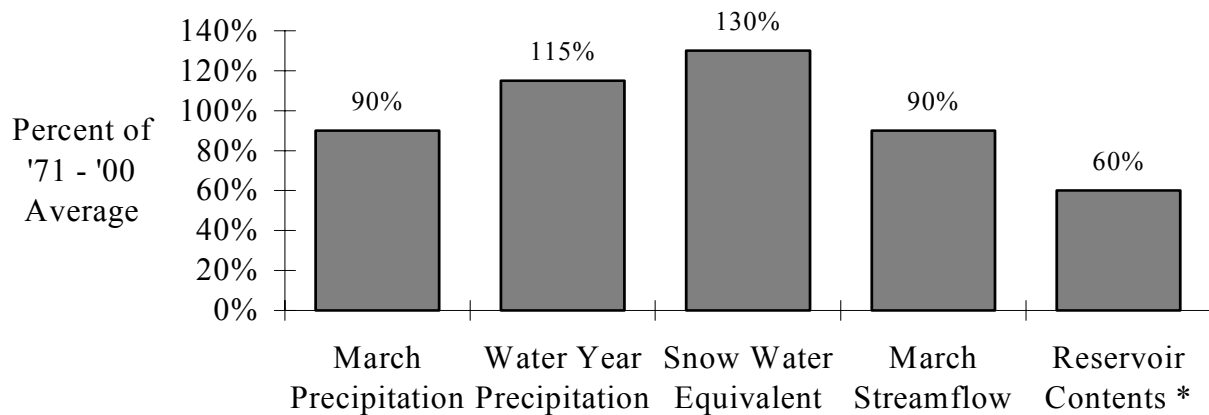 140%
120%
100%
80%
60%
40%
20%
0%
Percent of
'71 - '00
Average
90%
115%
130%
90%
60%
March
Precipitation
Water Year
Precipitation
Snow Water
Equivalent
March
Streamflow
Reservoir
Contents *